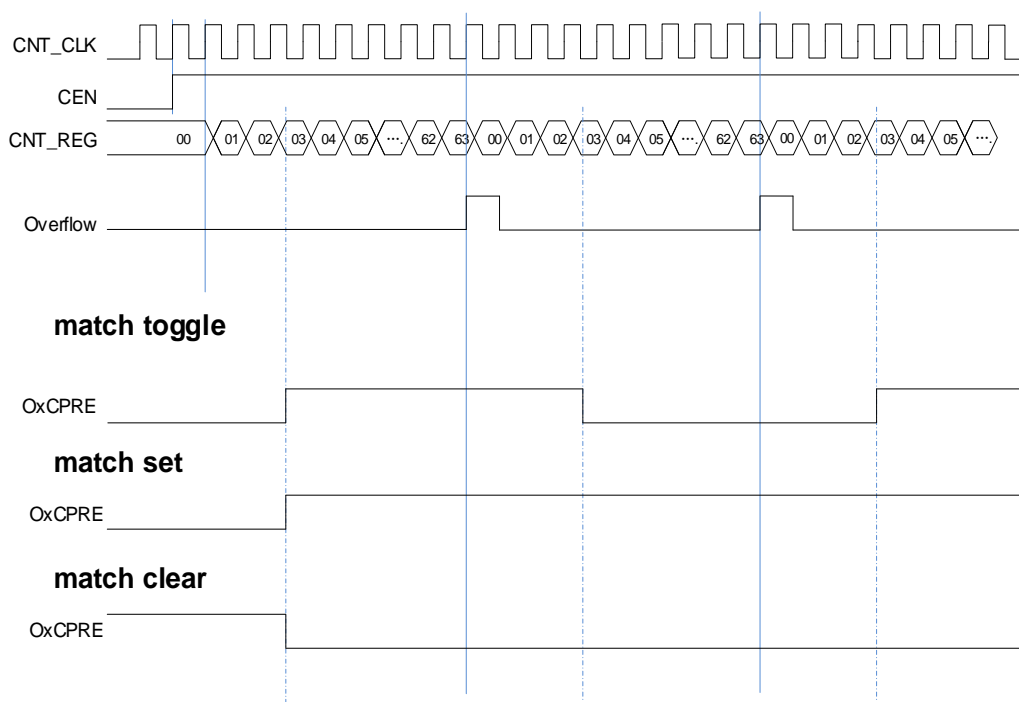 CNT_CLK
CEN
CNT_REG 00 01 02 03 04 05 ···. 62 63 00 01 02 03 04 05 ···. 62 63 00 01 02 03 04 05 ···.
Overflow
match toggle
OxCPRE
match set
OxCPRE
match clear
OxCPRE